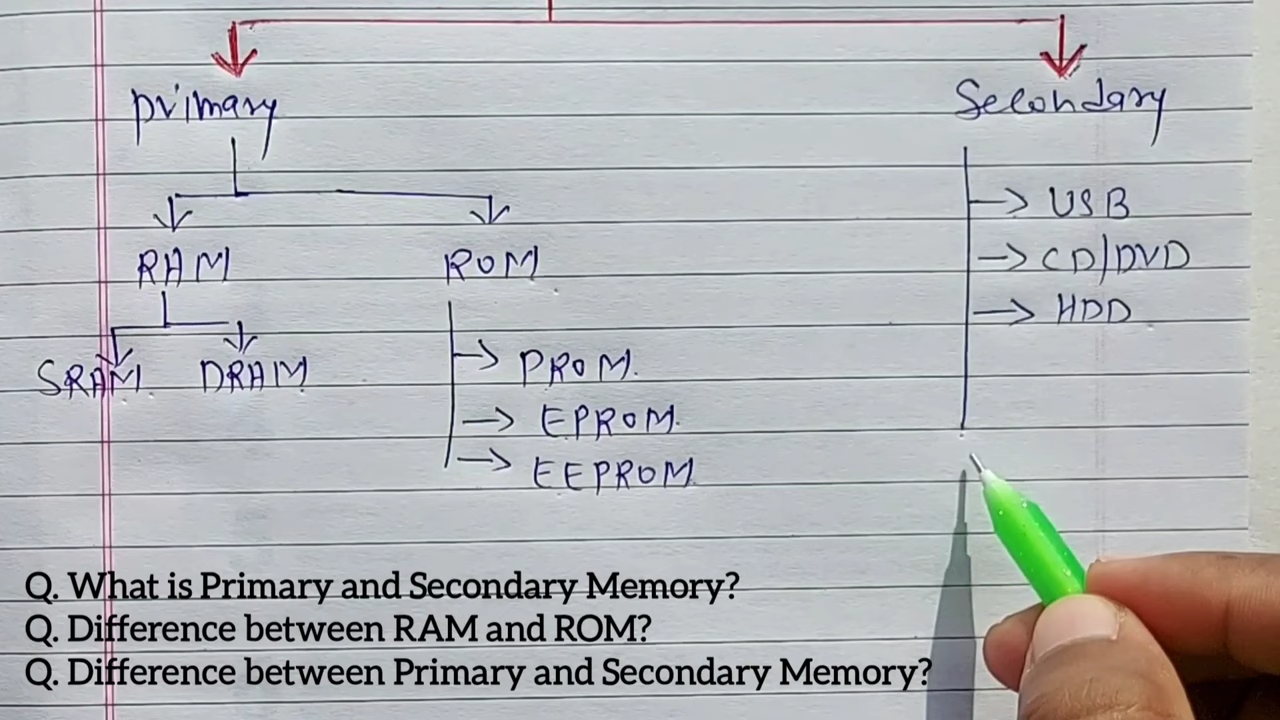 primary
Secondary
RAM
ROM
SRAM
DRAM
PROM.
EPROM.
EEPROM
USB
CD/DVD
HDD
Q. What is Primary and Secondary Memory?
Q. Difference between RAM and ROM?
Q. Difference between Primary and Secondary Memory?